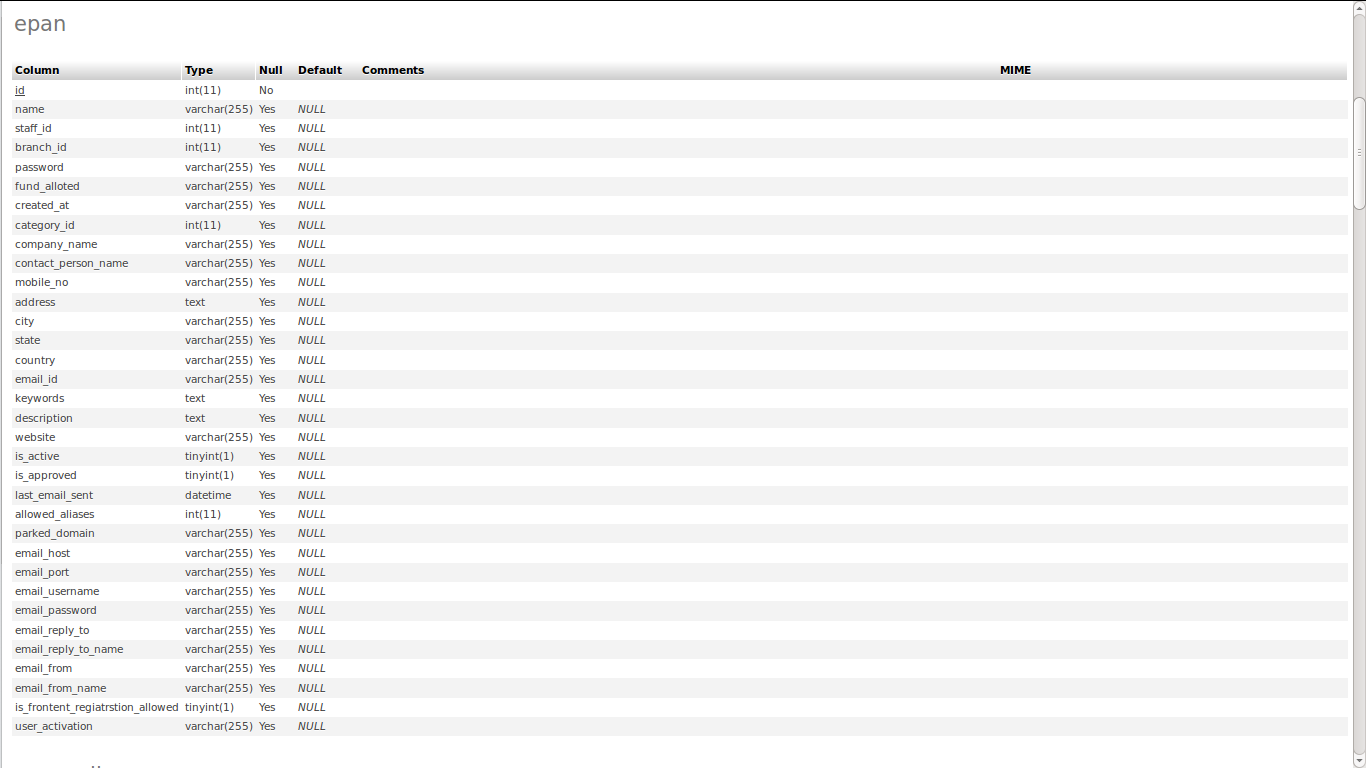 epan
Column Type Null Default Comments MIME
id int(11) No
name varchar(255) Yes NULL
staff_id int(11) Yes NULL
branch_id int(11) Yes NULL
password varchar(255) Yes NULL
fund_alloted varchar(255) Yes NULL
created_at varchar(255) Yes NULL
category_id int(11) Yes NULL
company_name varchar(255) Yes NULL
contact_person_name varchar(255) Yes NULL
mobile_no varchar(255) Yes NULL
address text Yes NULL
city varchar(255) Yes NULL
state varchar(255) Yes NULL
country varchar(255) Yes NULL
email_id varchar(255) Yes NULL
keywords text Yes NULL
description text Yes NULL
website varchar(255) Yes NULL
is_active tinyint(1) Yes NULL
is_approved tinyint(1) Yes NULL
last_email_sent datetime Yes NULL
allowed_aliases int(11) Yes NULL
parked_domain varchar(255) Yes NULL
email_host varchar(255) Yes NULL
email_port varchar(255) Yes NULL
email_username varchar(255) Yes NULL
email_password varchar(255) Yes NULL
email_reply_to varchar(255) Yes NULL
email_reply_to_name varchar(255) Yes NULL
email_from varchar(255) Yes NULL
email_from_name varchar(255) Yes NULL
is_frontent_regiatrstion_allowed tinyint(1) Yes NULL
user_activation varchar(255) Yes NULL